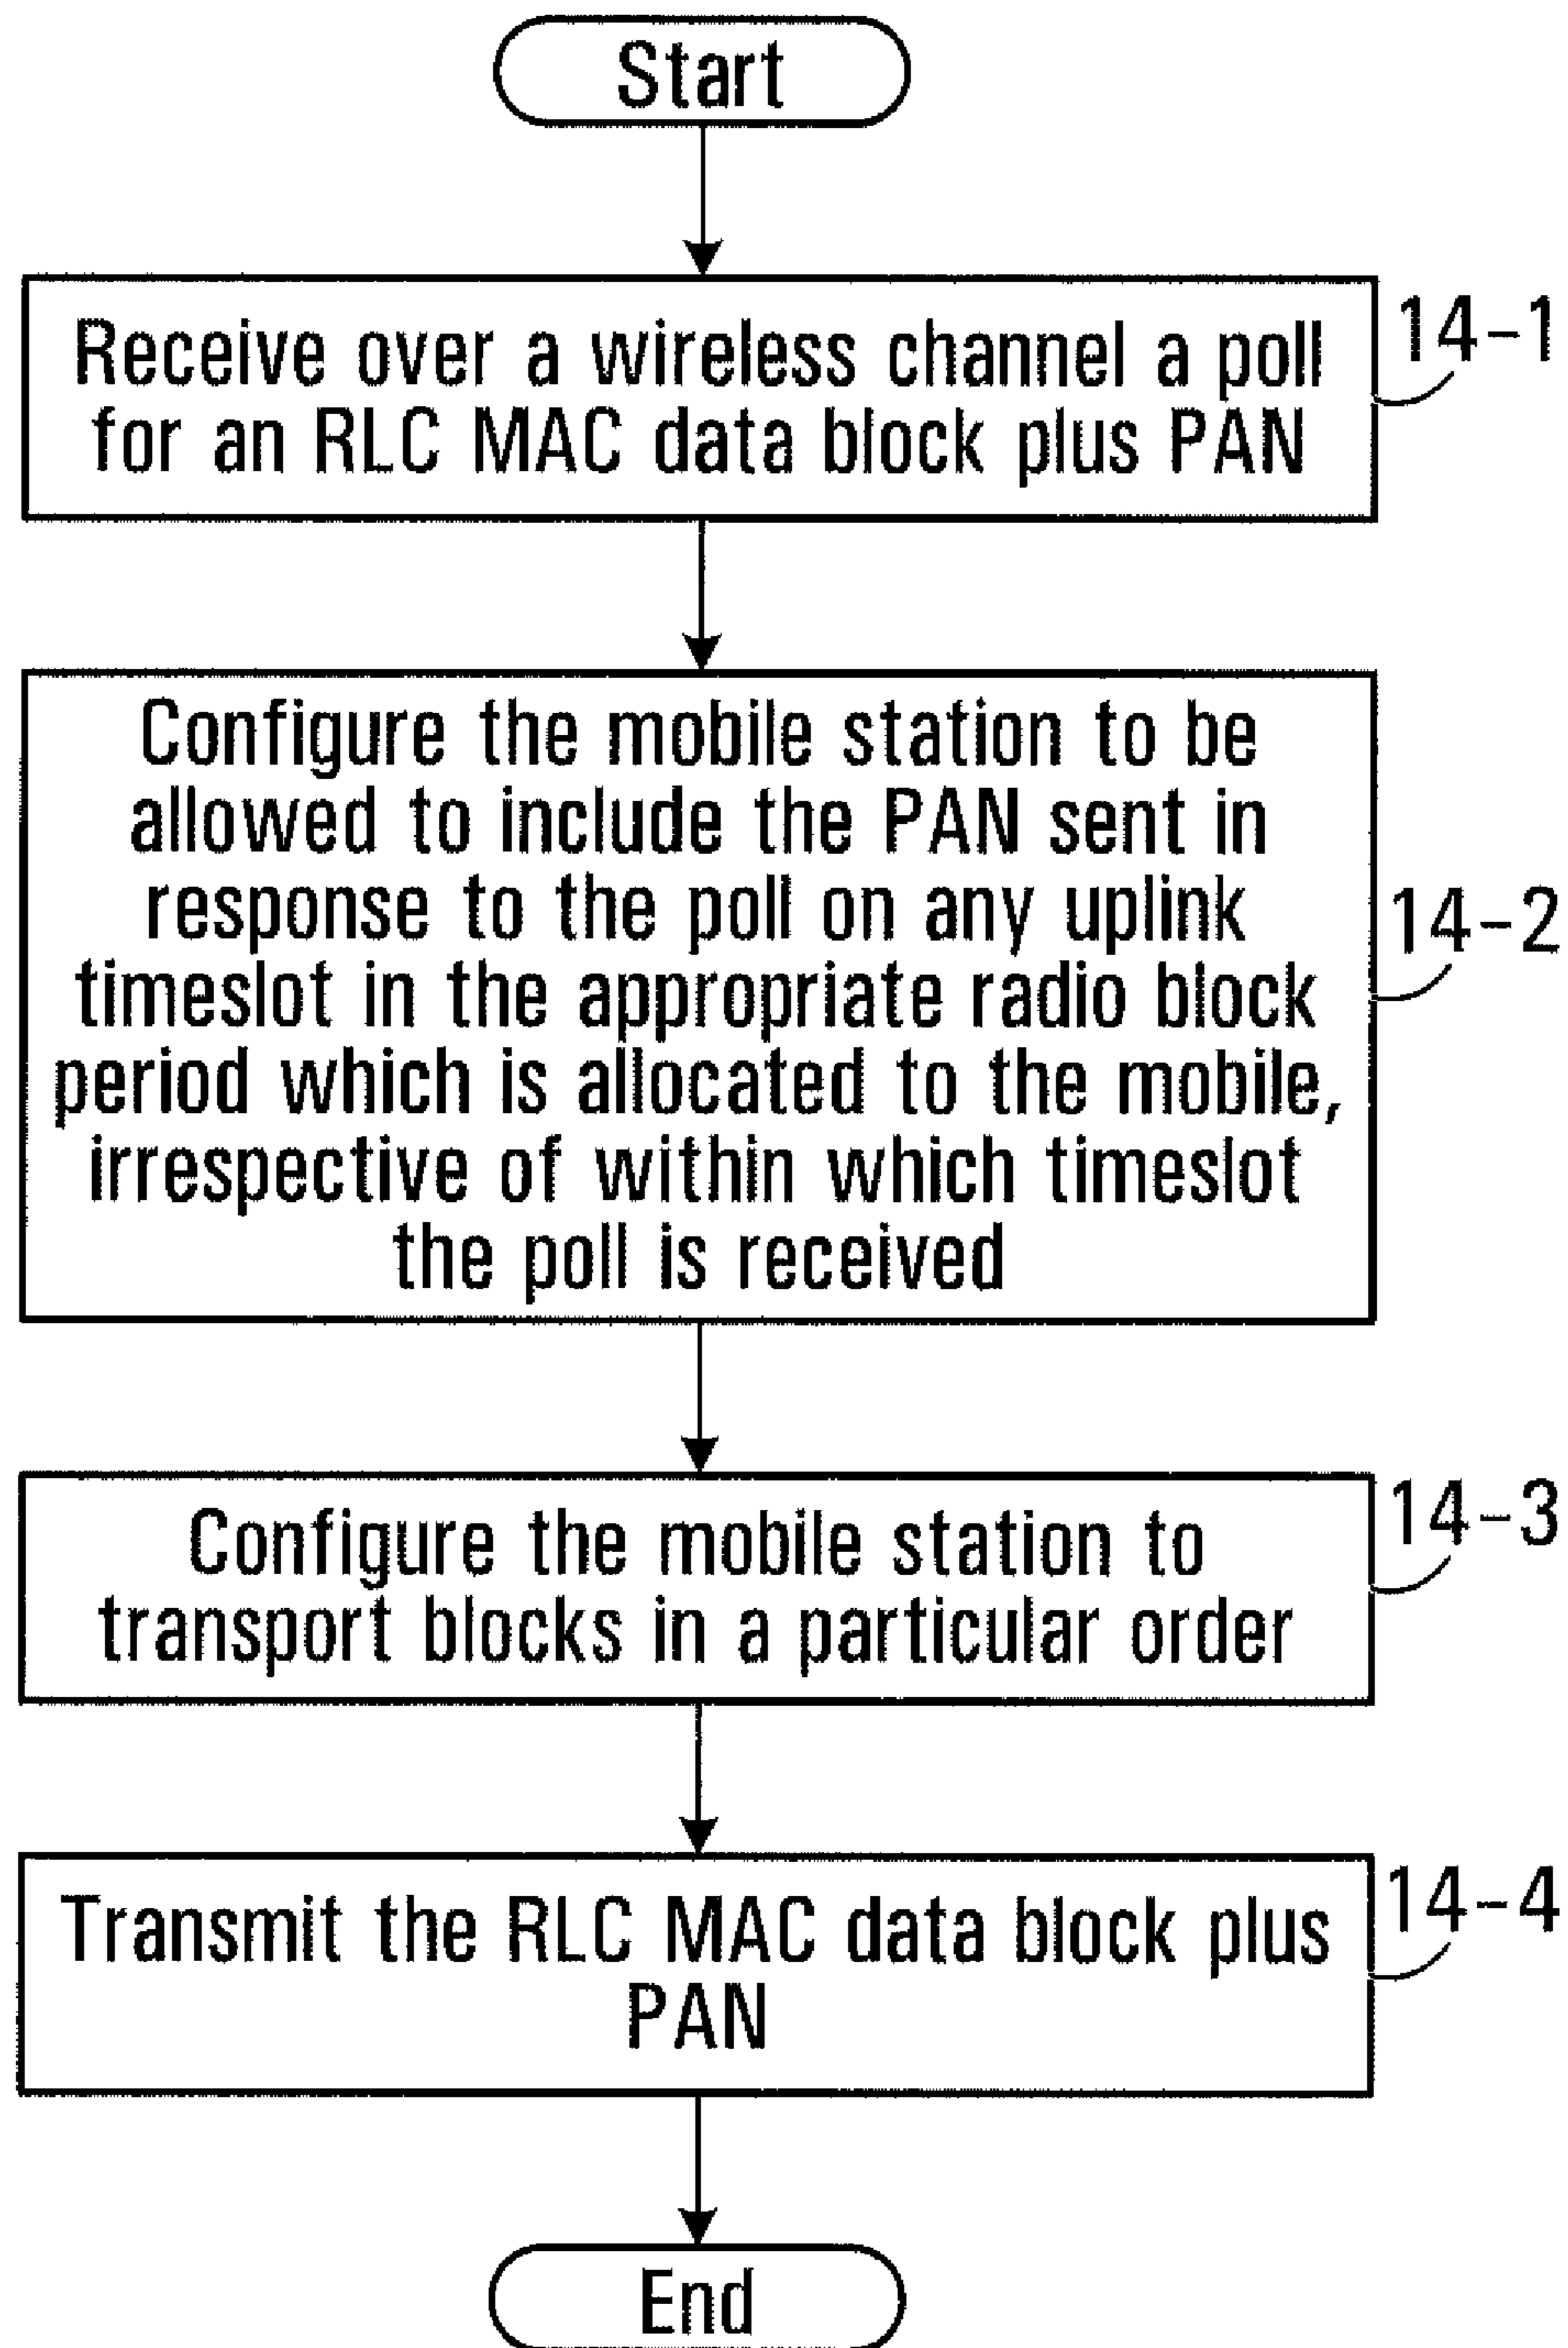 Start
Receive over a wireless channel a poll
for an RLC MAC data block plus PAN
14-1
Configure the mobile station to be
allowed to include the PAN sent in
response to the poll on any uplink
timeslot in the appropriate radio block
period which is allocated to the mobile,
irrespective of within which timeslot
the poll is received
14-2
Configure the mobile station to
transport blocks in a particular order
14-3
Transmit the RLC MAC data block plus
PAN
14-4
End